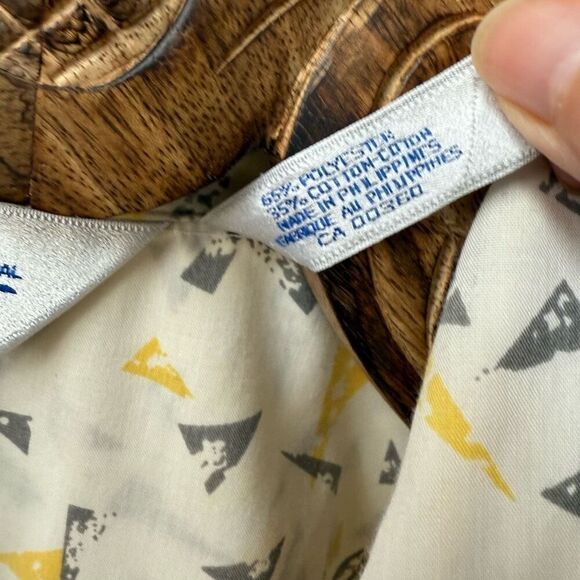 65% POLYESTER
35% COTTON-COTON
MADE IN PHILIPPINES
FABRIQUE AU PHILIPPINES
CA 00360